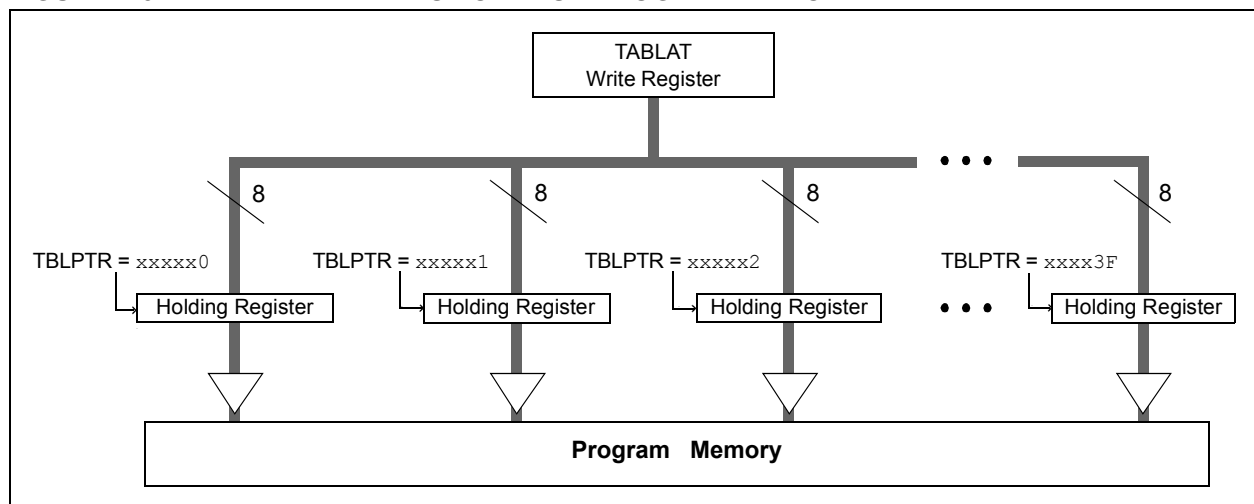 TABLAT
Write Register
8
8
8
8
TBLPTR = xxxxx0
TBLPTR = xxxxx1
TBLPTR = xxxxx2
TBLPTR = xxxx3F
Holding Register
Holding Register
Holding Register
Holding Register
Program Memory